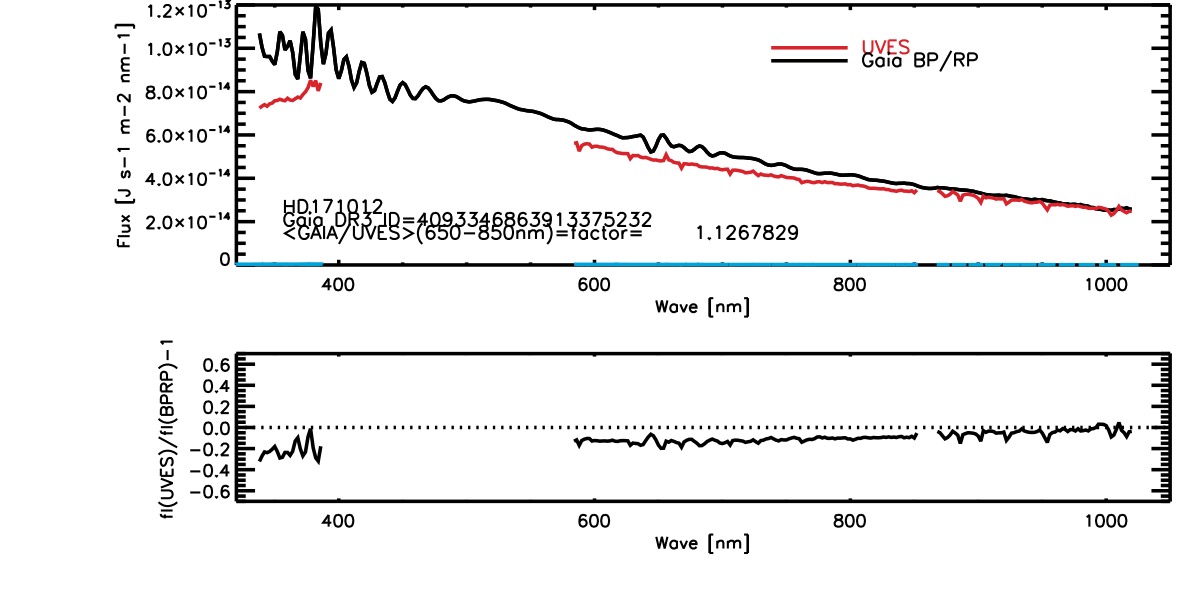 1.2×10−13
1.0×10−13
8.0×10−14
6.0×10−14
4.0×10−14
2.0×10−14
0
Flux [J s−1 m−2 nm−1]
UVES
Gaia BP/RP
HD171012
Gaia DR3 ID=4093346863913375232
<GAIA/UVES>(650−850nm)=factor= 1.1267829
400 600 800 1000
Wave [nm]
fl(UVES)/fl(BPRP)−1
0.6
0.4
0.2
0.0
−0.2
−0.4
−0.6
400 600 800 1000
Wave [nm]